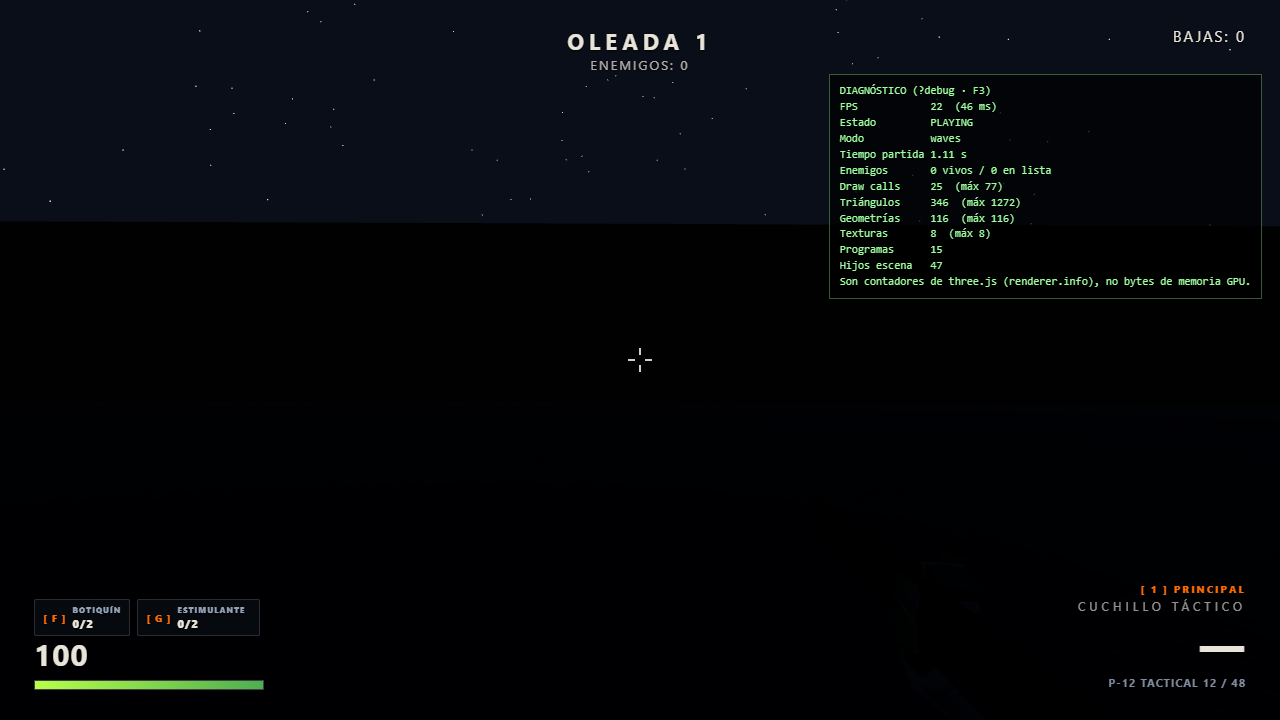 OLEADA 1
ENEMIGOS: 0
BAJAS: 0
DIAGNÓSTICO (?debug · F3)
FPS 22 (46 ms)
Estado PLAYING
Modo waves
Tiempo partida 1.11 s
Enemigos 0 vivos / 0 en lista
Draw calls 25 (máx 77)
Triángulos 346 (máx 1272)
Geometrías 116 (máx 116)
Texturas 8 (máx 8)
Programas 15
Hijos escena 47
Son contadores de three.js (renderer.info), no bytes de memoria GPU.
[ F ] BOTIQUÍN 0/2
[ G ] ESTIMULANTE 0/2
100
[ 1 ] PRINCIPAL
CUCHILLO TÁCTICO
—
P-12 TACTICAL 12 / 48